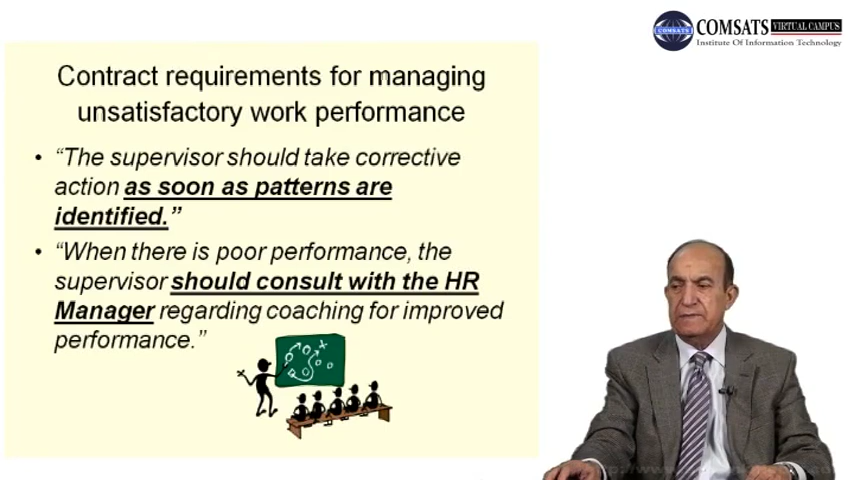 COMSATS VIRTUAL CAMPUS
COMSATS
Institute Of Information Technology
Contract requirements for managing
unsatisfactory work performance
• “The supervisor should take corrective
action as soon as patterns are
identified.”
• “When there is poor performance, the
supervisor should consult with the HR
Manager regarding coaching for improved
performance.”